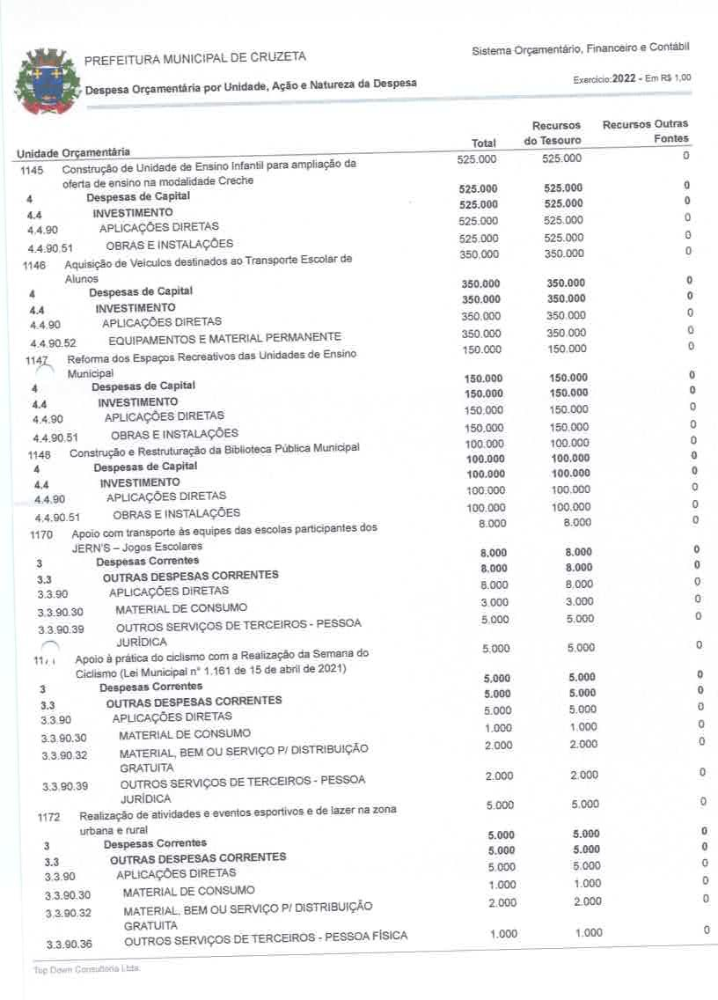 PREFEITURA MUNICIPAL DE CRUZETA
Sistema Orçamentário, Financeiro e Contábil
Despesa Orçamentária por Unidade, Ação e Natureza da Despesa
Exercício:2022 - Em R$ 1,00
Unidade Orçamentária Total Recursos do Tesouro Recursos Outras Fontes
1145 Construção de Unidade de Ensino Infantil para ampliação da 525.000 525.000 0
oferta de ensino na modalidade Creche
4 Despesas de Capital 525.000 525.000 0
4.4 INVESTIMENTO 525.000 525.000 0
4.4.90 APLICAÇÕES DIRETAS 525.000 525.000 0
4.4.90.51 OBRAS E INSTALAÇÕES 525.000 525.000 0
1146 Aquisição de Veículos destinados ao Transporte Escolar de 350.000 350.000 0
Alunos
4 Despesas de Capital 350.000 350.000 0
4.4 INVESTIMENTO 350.000 350.000 0
4.4.90 APLICAÇÕES DIRETAS 350.000 350.000 0
4.4.90.52 EQUIPAMENTOS E MATERIAL PERMANENTE 350.000 350.000 0
1147 Reforma dos Espaços Recreativos das Unidades de Ensino 150.000 150.000 0
Municipal
4 Despesas de Capital 150.000 150.000 0
4.4 INVESTIMENTO 150.000 150.000 0
4.4.90 APLICAÇÕES DIRETAS 150.000 150.000 0
4.4.90.51 OBRAS E INSTALAÇÕES 150.000 150.000 0
1148 Construção e Restruturação da Biblioteca Pública Municipal 100.000 100.000 0
4 Despesas de Capital 100.000 100.000 0
4.4 INVESTIMENTO 100.000 100.000 0
4.4.90 APLICAÇÕES DIRETAS 100.000 100.000 0
4.4.90.51 OBRAS E INSTALAÇÕES 100.000 100.000 0
1170 Apoio com transporte às equipes das escolas participantes dos 8.000 8.000 0
JERN'S – Jogos Escolares
3 Despesas Correntes 8.000 8.000 0
3.3 OUTRAS DESPESAS CORRENTES 8.000 8.000 0
3.3.90 APLICAÇÕES DIRETAS 8.000 8.000 0
3.3.90.30 MATERIAL DE CONSUMO 3.000 3.000 0
3.3.90.39 OUTROS SERVIÇOS DE TERCEIROS - PESSOA 5.000 5.000 0
JURÍDICA
Apoio à prática do ciclismo com a Realização da Semana do 5.000 5.000 0
Ciclismo (Lei Municipal n° 1.161 de 15 de abril de 2021)
3 Despesas Correntes 5.000 5.000 0
3.3 OUTRAS DESPESAS CORRENTES 5.000 5.000 0
3.3.90 APLICAÇÕES DIRETAS 5.000 5.000 0
3.3.90.30 MATERIAL DE CONSUMO 1.000 1.000 0
3.3.90.32 MATERIAL, BEM OU SERVIÇO P/ DISTRIBUIÇÃO 2.000 2.000 0
GRATUITA
3.3.90.39 OUTROS SERVIÇOS DE TERCEIROS - PESSOA 2.000 2.000 0
JURÍDICA
1172 Realização de atividades e eventos esportivos e de lazer na zona 5.000 5.000 0
urbana e rural
3 Despesas Correntes 5.000 5.000 0
3.3 OUTRAS DESPESAS CORRENTES 5.000 5.000 0
3.3.90 APLICAÇÕES DIRETAS 5.000 5.000 0
3.3.90.30 MATERIAL DE CONSUMO 1.000 1.000 0
3.3.90.32 MATERIAL, BEM OU SERVIÇO P/ DISTRIBUIÇÃO 2.000 2.000 0
GRATUITA
3.3.90.36 OUTROS SERVIÇOS DE TERCEIROS - PESSOA FÍSICA 1.000 1.000 0
Top Down Consultoria Ltda.